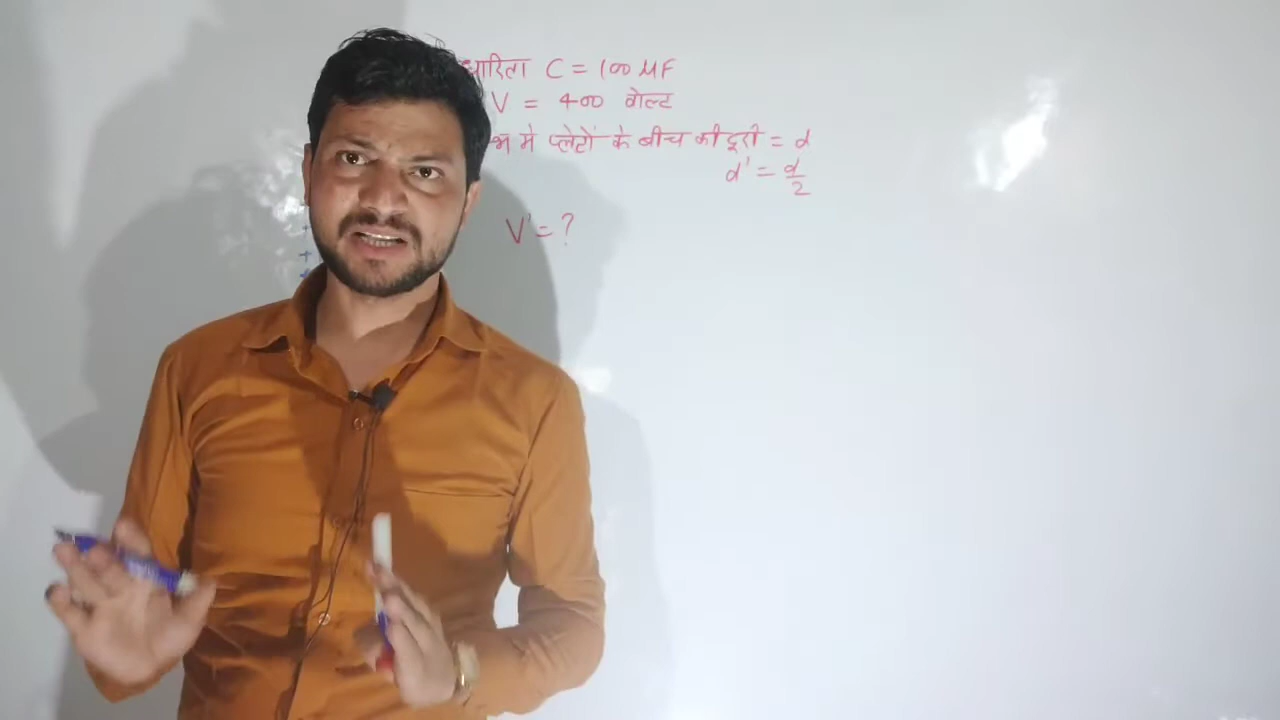 धारिता C = 100 μF
V = 400 वोल्ट
में प्लेटों के बीच की दूरी = d
d' = d/2
V' = ?
+
+